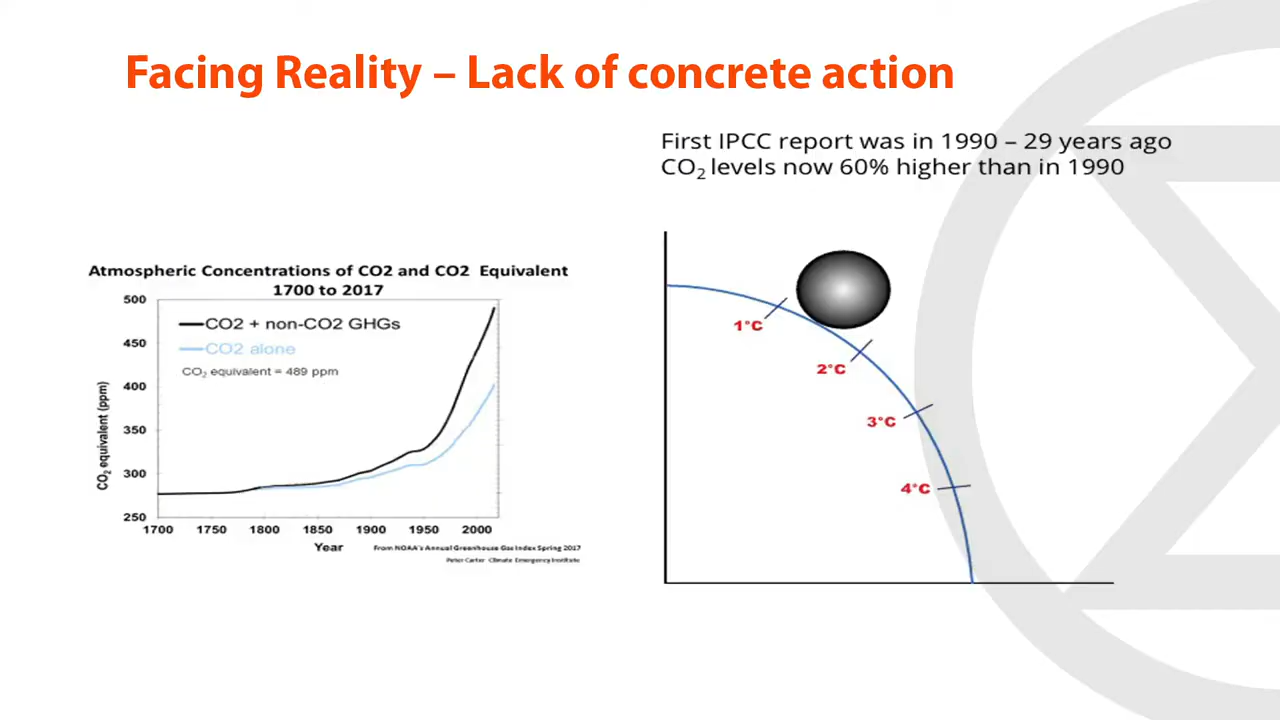 Facing Reality – Lack of concrete action
First IPCC report was in 1990 – 29 years ago
CO2 levels now 60% higher than in 1990
Atmospheric Concentrations of CO2 and CO2 Equivalent
1700 to 2017
500
450
400
350
300
250
CO2 equivalent (ppm)
CO2 + non-CO2 GHGs
CO2 alone
CO2 equivalent = 489 ppm
1700 1750 1800 1850 1900 1950 2000
Year
From NOAA's Annual Greenhouse Gas Index Spring 2017
Peter Carter Climate Emergency Institute
1°C
2°C
3°C
4°C